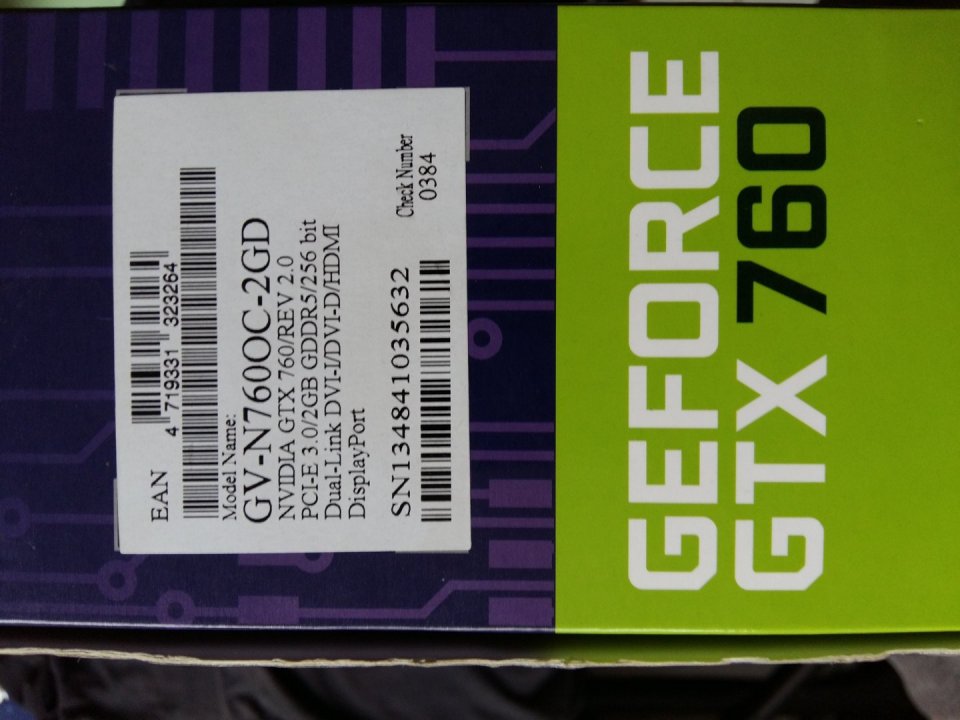 EAN
4 719331 323264
Model Name:
GV-N760OC-2GD
NVIDIA GTX 760/REV 2.0
PCI-E 3.0/2GB GDDR5/256 bit
Dual-Link DVI-I/DVI-D/HDMI
DisplayPort
SN134841035632
Check Number
0384
GEFORCE
GTX 760